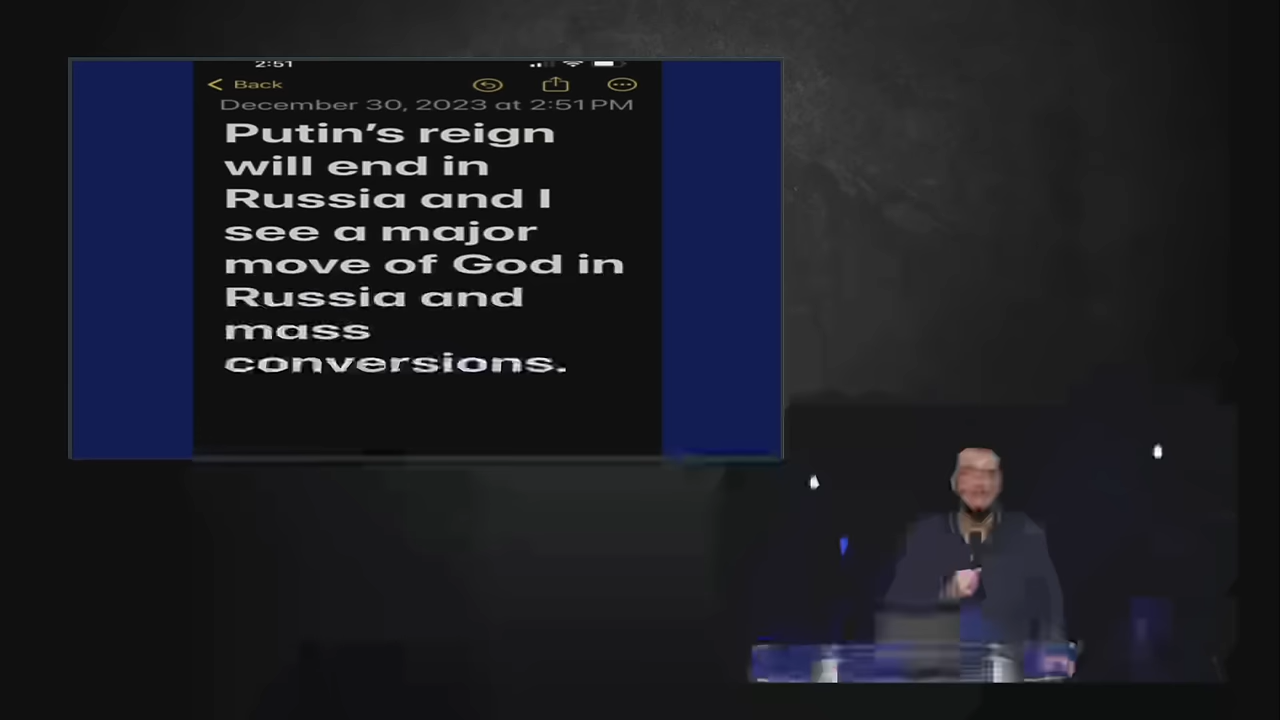 2:51
Back
December 30, 2023 at 2:51 PM
Putin's reign
will end in
Russia and I
see a major
move of God in
Russia and
mass
conversions.